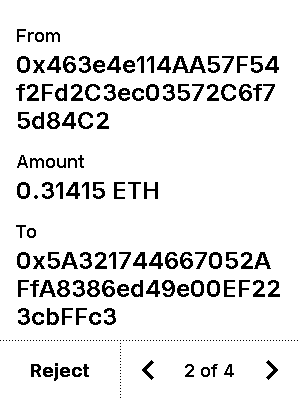 From
0x463e4e114AA57F54
f2Fd2C3ec03572C6f7
5d84C2
Amount
0.31415 ETH
To
0x5A321744667052A
FfA8386ed49e00EF22
3cbFFc3
Reject
2 of 4